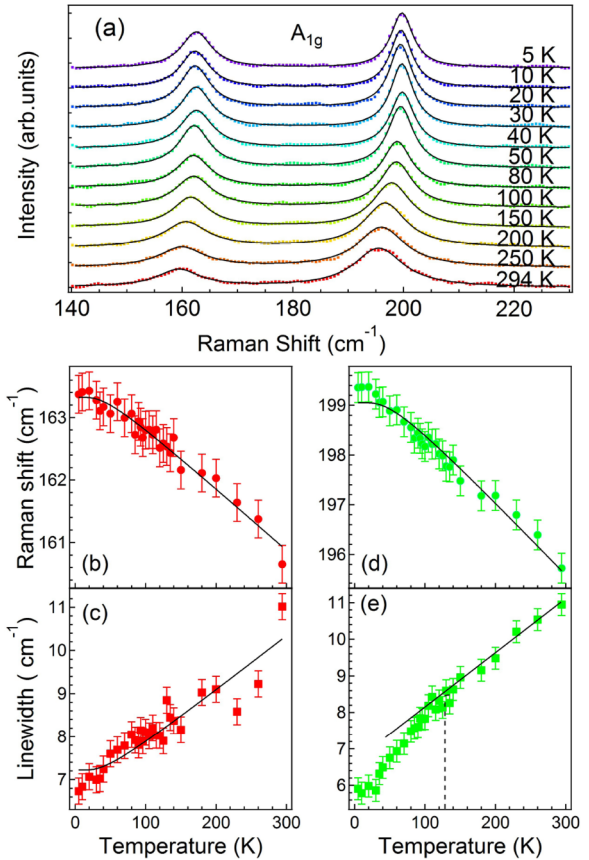 (a)
A1g
5 K
10 K
20 K
30 K
40 K
50 K
80 K
100 K
150 K
200 K
250 K
294 K
Intensity (arb.units)
140 160 180 200 220
Raman Shift (cm-1)
163
162
161
Raman shift (cm-1)
(b)
199
198
197
196
(d)
11
10
9
8
7
Linewidth ( cm-1)
(c)
11
10
9
8
7
6
(e)
0 100 200 300
Temperature (K)
0 100 200 300
Temperature (K)